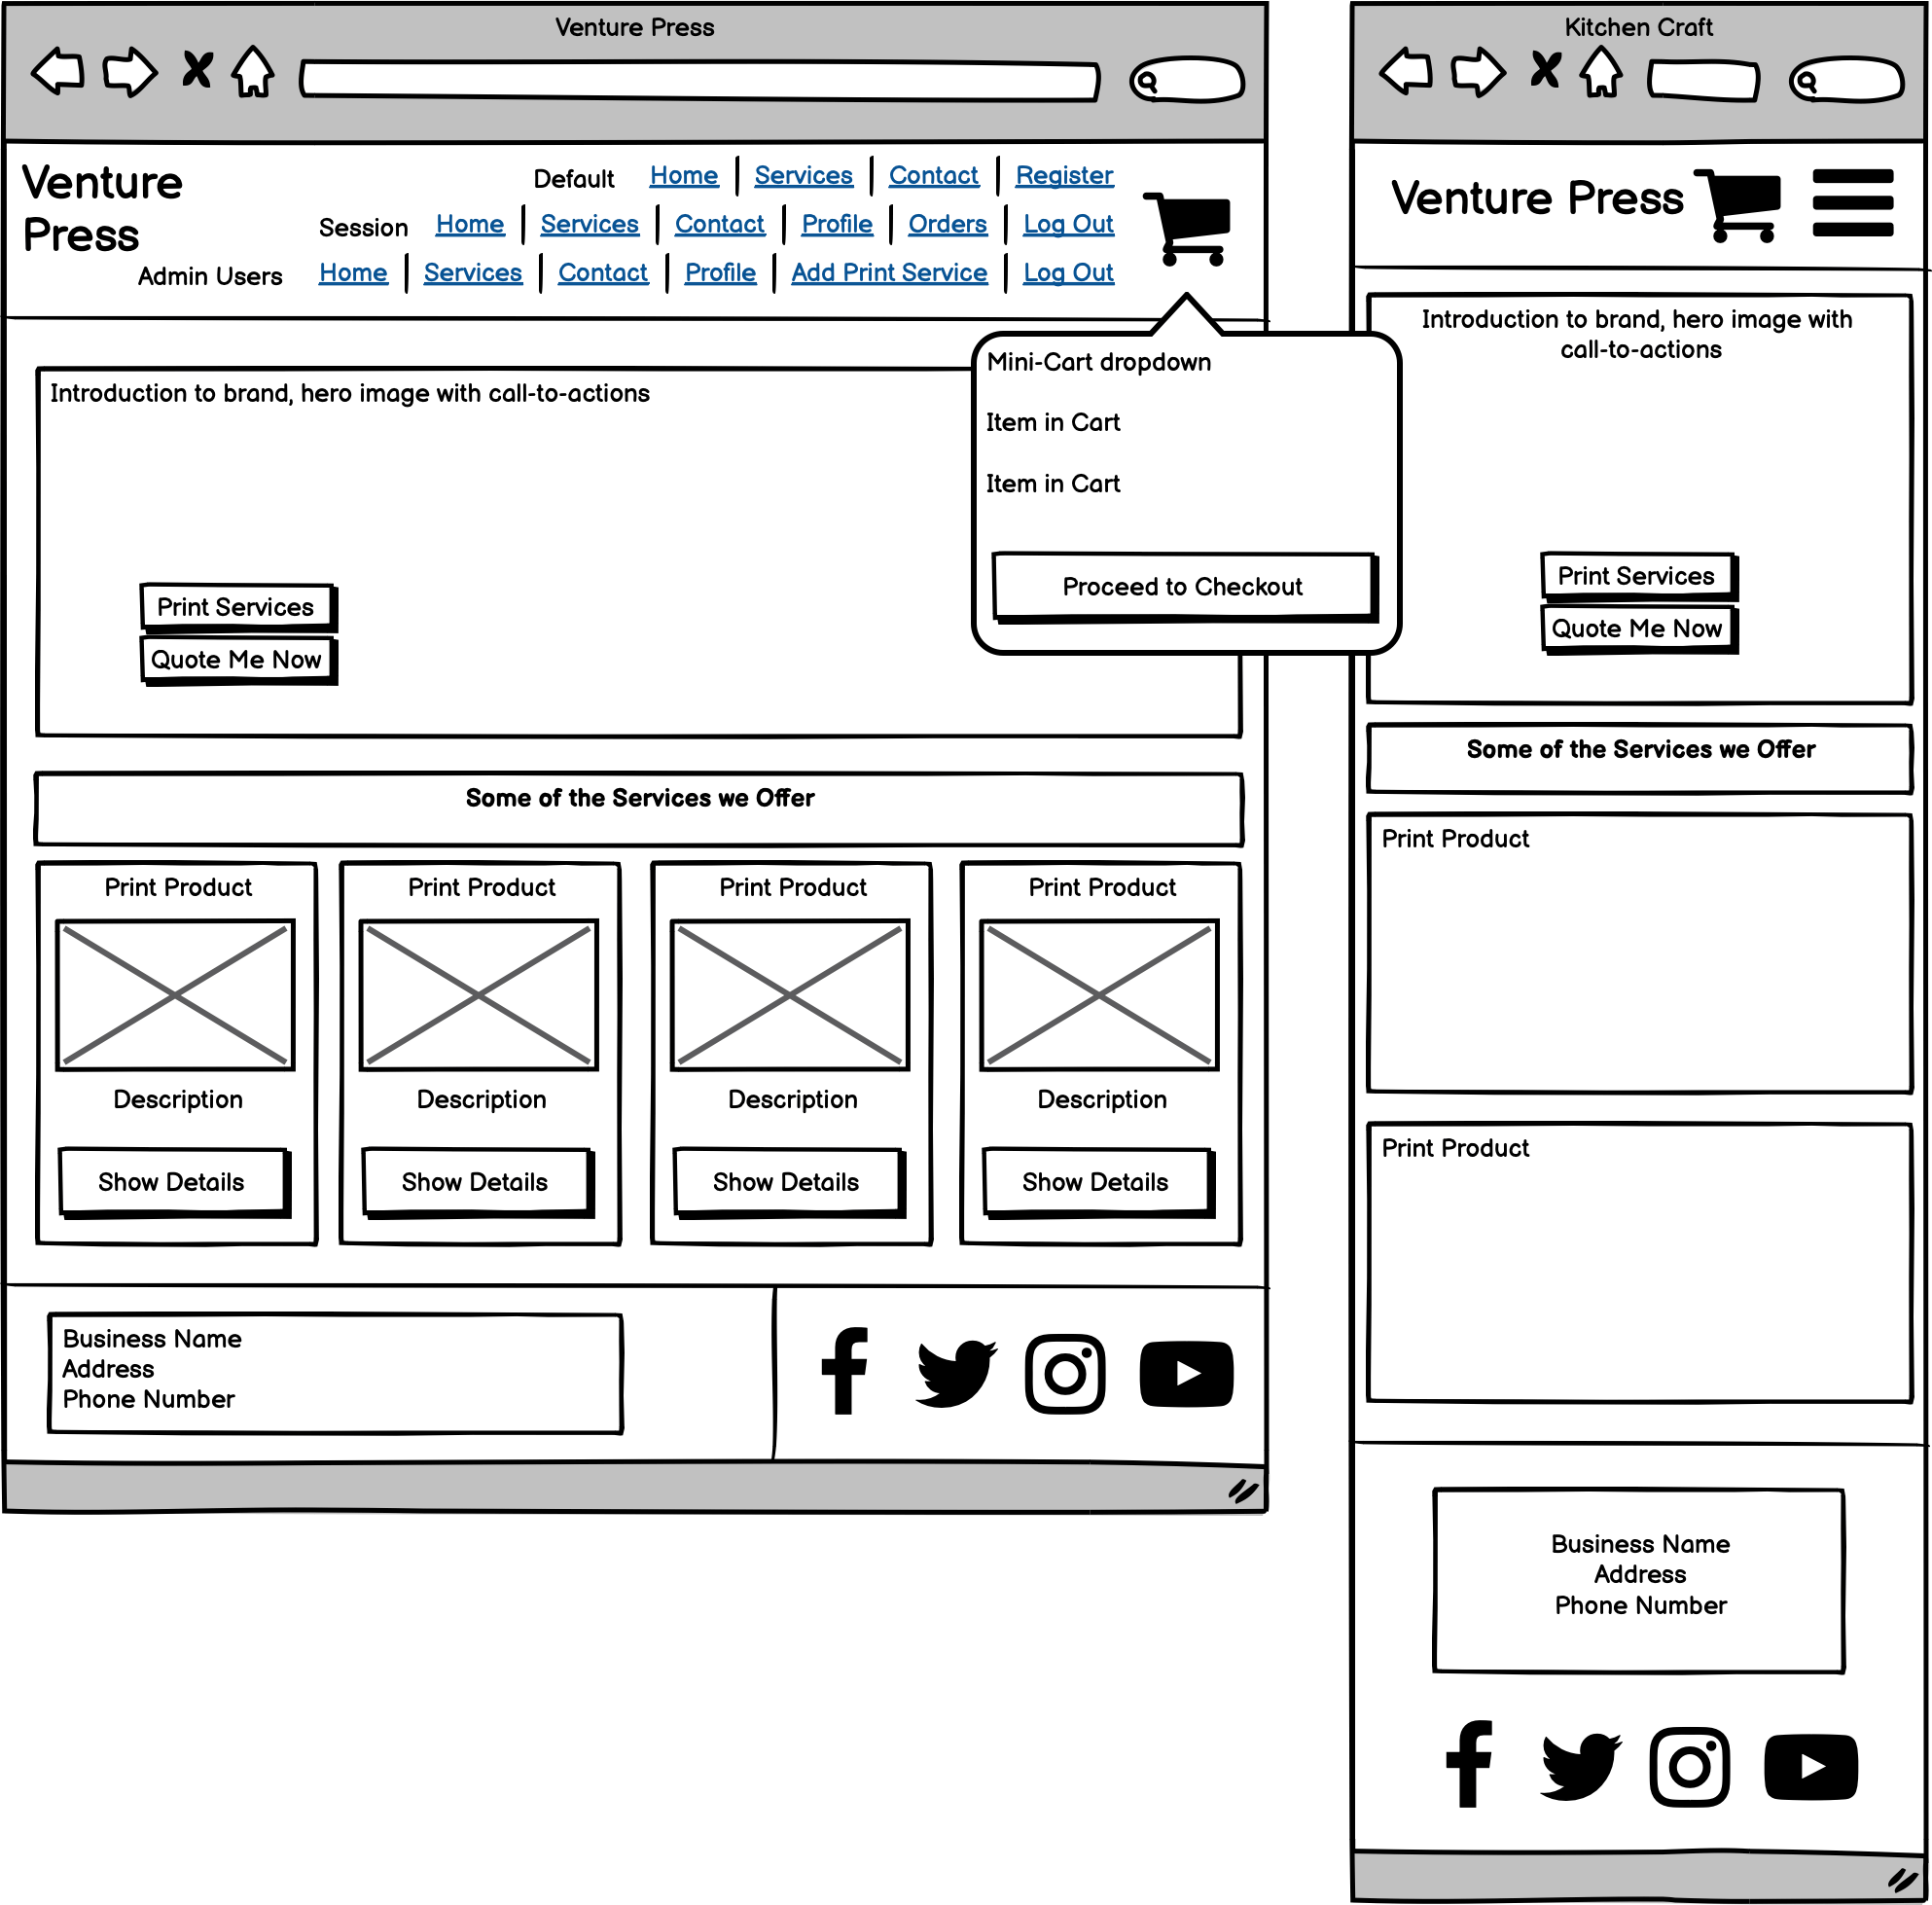 Venture Press
Venture
Press
Default Home Services Contact Register
Session Home Services Contact Profile Orders Log Out
Admin Users Home Services Contact Profile Add Print Service Log Out
Mini-Cart dropdown
Item in Cart
Item in Cart
Proceed to Checkout
Introduction to brand, hero image with call-to-actions
Print Services
Quote Me Now
Some of the Services we Offer
Print Product Print Product Print Product Print Product
Description Description Description Description
Show Details Show Details Show Details Show Details
Business Name
Address
Phone Number
Kitchen Craft
Venture Press
Introduction to brand, hero image with
call-to-actions
Print Services
Quote Me Now
Some of the Services we Offer
Print Product
Print Product
Business Name
Address
Phone Number